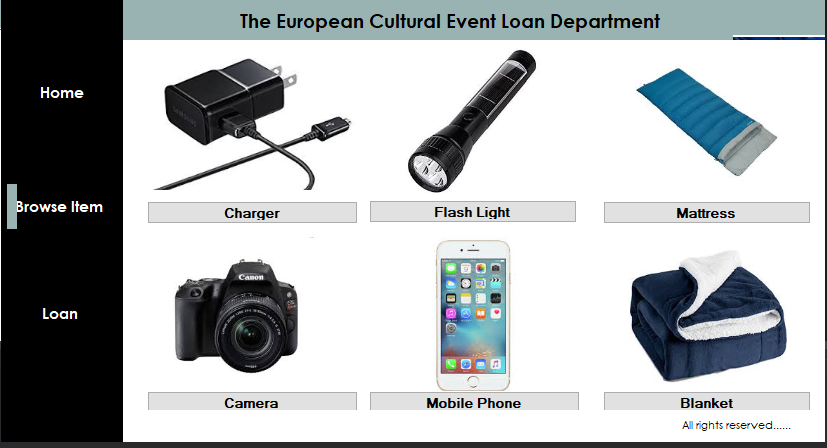 The European Cultural Event Loan Department
Home
Browse Item
Loan
Charger
Flash Light
Mattress
Canon
Camera
Mobile Phone
Blanket
All rights reserved......